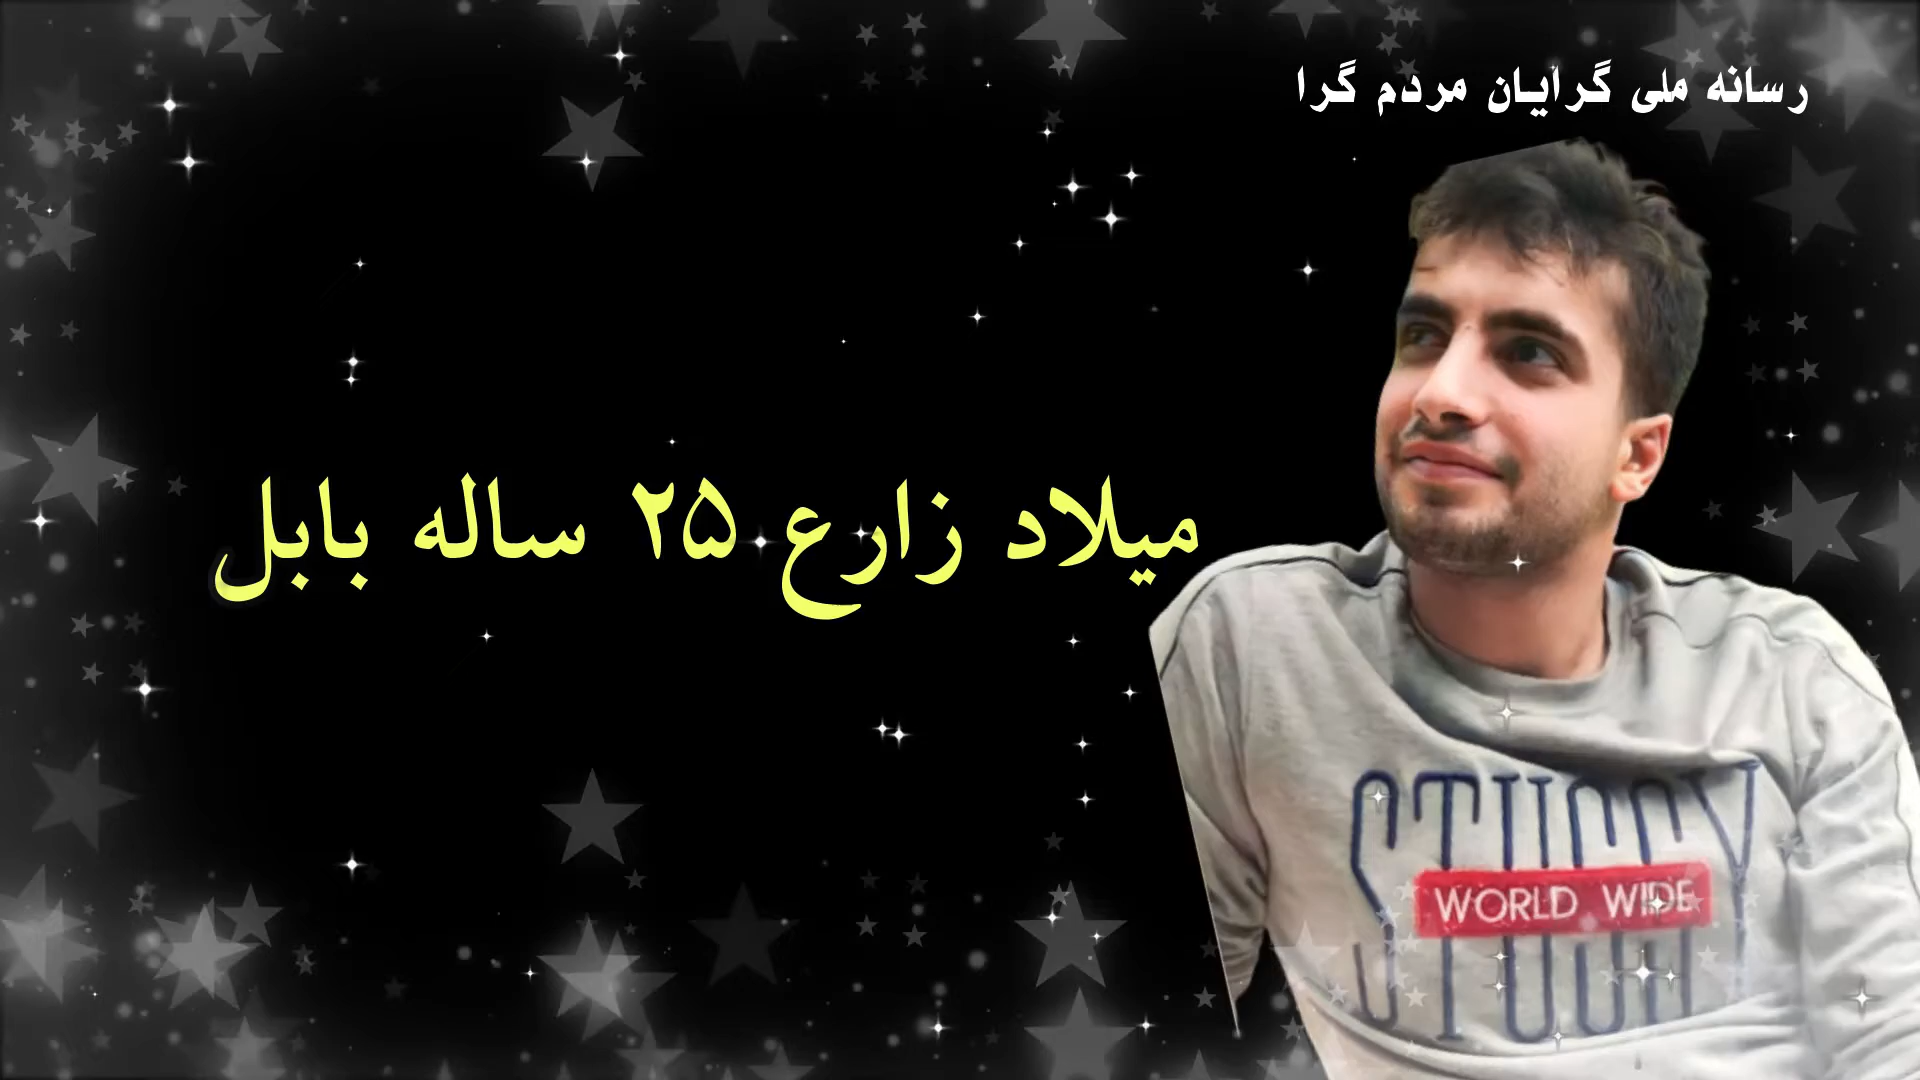 رسانه ملی گرایان مردم گرا
میلاد زارع ۲۵ ساله بابل
STUSSY
WORLD WIDE